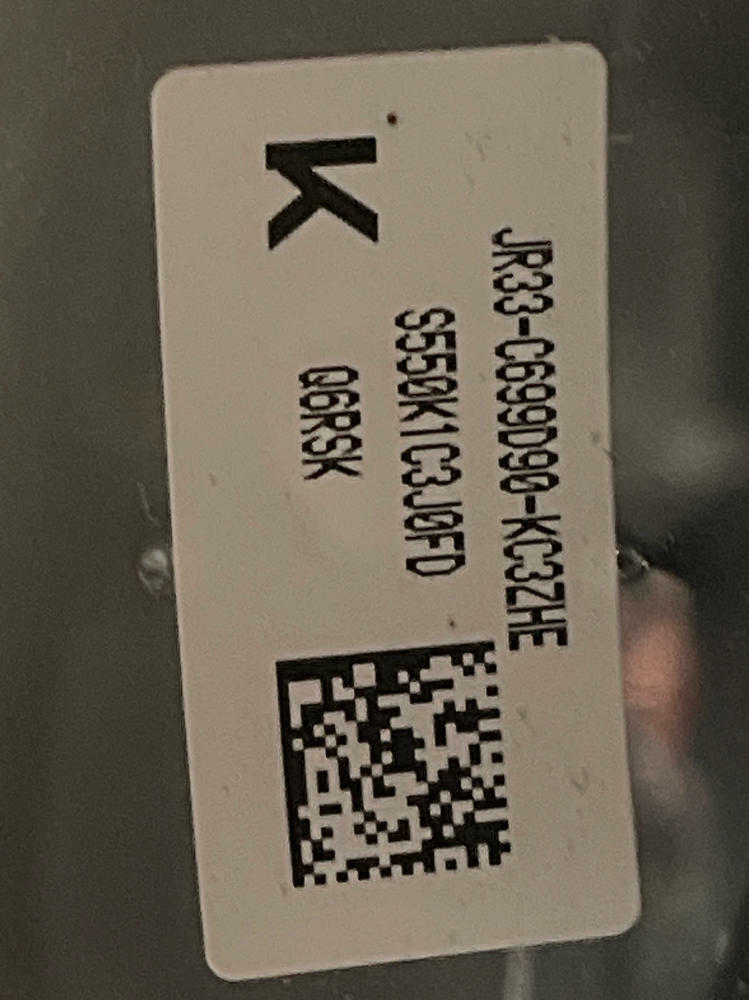 JR33-C699D90-KC3ZHE
S550K1C3J0FD
Q6RSK
K